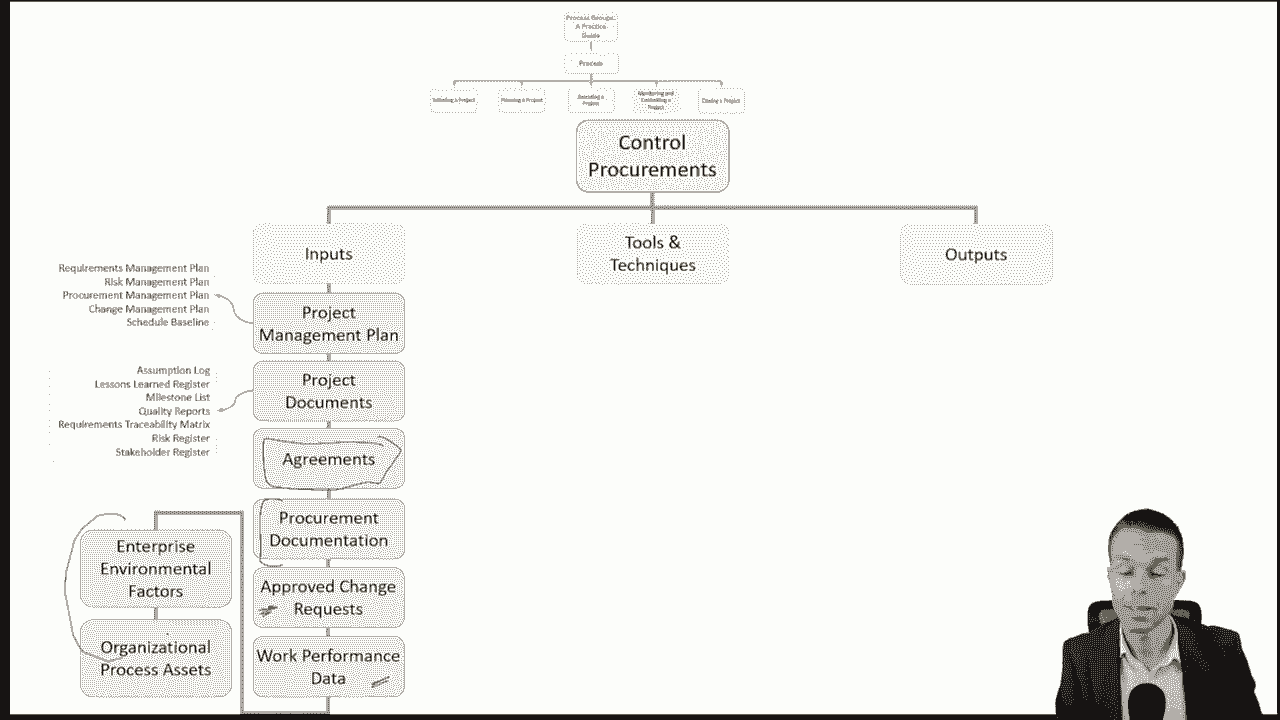 Process Groups:
A Practice
Guide
Process
Initiating a Project
Planning a Project
Executing a
Project
Monitoring and
Controlling a
Project
Closing a Project
Control
Procurements
Inputs
Tools &
Techniques
Outputs
Requirements Management Plan
Risk Management Plan
Procurement Management Plan
Change Management Plan
Schedule Baseline
Project
Management Plan
Assumption Log
Lessons Learned Register
Milestone List
Quality Reports
Requirements Traceability Matrix
Risk Register
Stakeholder Register
Project
Documents
Agreements
Procurement
Documentation
Approved Change
Requests
Work Performance
Data
Enterprise
Environmental
Factors
Organizational
Process Assets